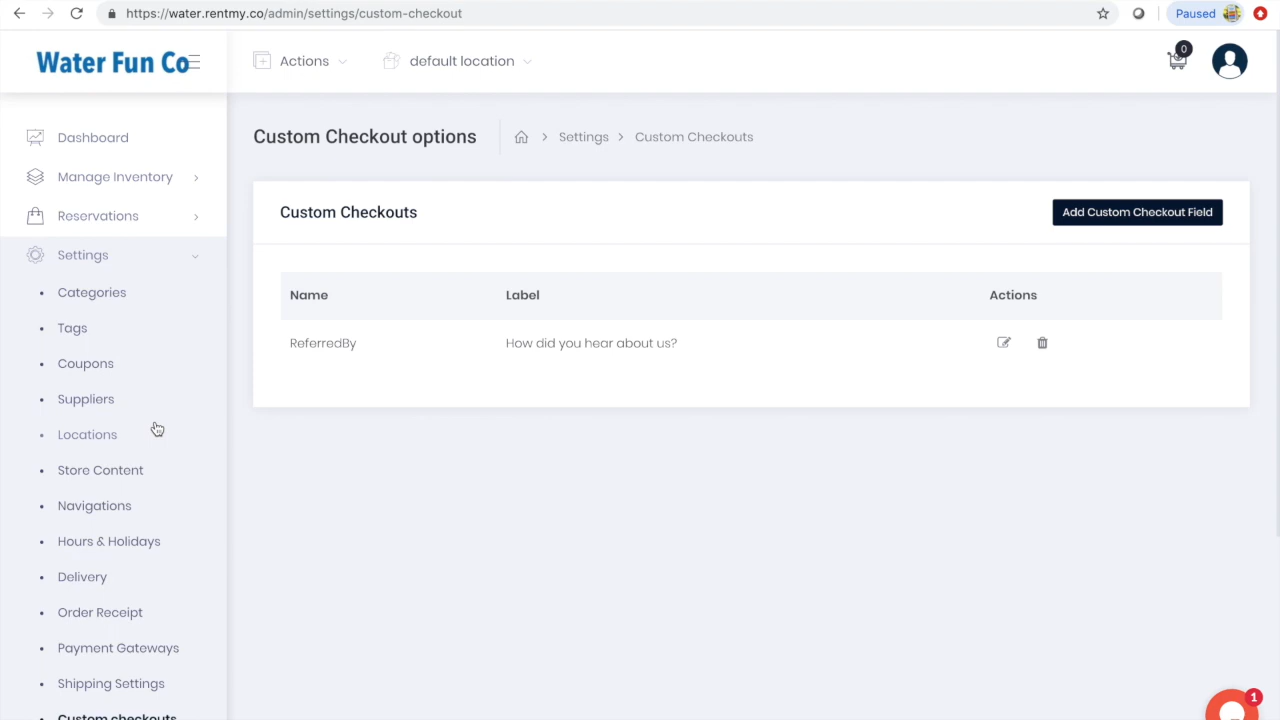 https://water.rentmy.co/admin/settings/custom-checkout
Paused
Water Fun Co
Actions
default location
0
Dashboard
Manage Inventory
Reservations
Settings
Categories
Tags
Coupons
Suppliers
Locations
Store Content
Navigations
Hours & Holidays
Delivery
Order Receipt
Payment Gateways
Shipping Settings
Custom checkouts
Custom Checkout options
Settings > Custom Checkouts
Custom Checkouts
Add Custom Checkout Field
Name Label Actions
ReferredBy How did you hear about us?
1